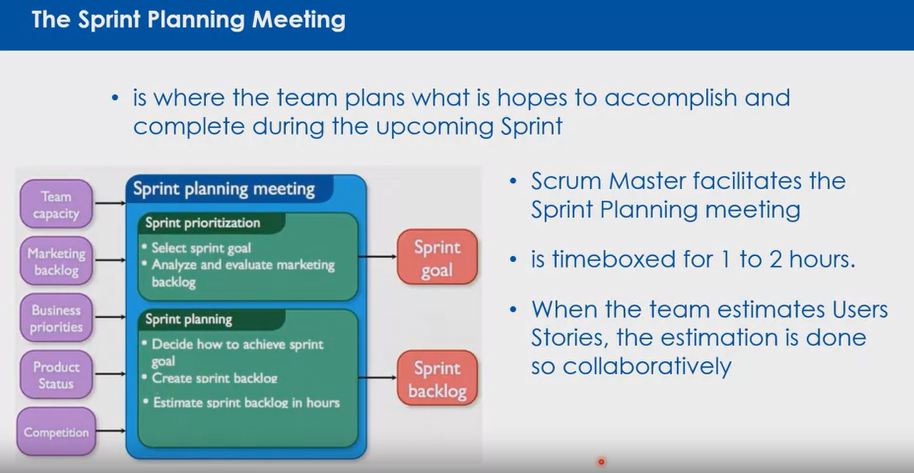 The Sprint Planning Meeting
• is where the team plans what is hopes to accomplish and
complete during the upcoming Sprint
Team
capacity
Marketing
backlog
Business
priorities
Product
Status
Competition
Sprint planning meeting
Sprint prioritization
• Select sprint goal
• Analyze and evaluate marketing
backlog
Sprint planning
• Decide how to achieve sprint
goal
• Create sprint backlog
• Estimate sprint backlog in hours
Sprint
goal
Sprint
backlog
• Scrum Master facilitates the
Sprint Planning meeting
• is timeboxed for 1 to 2 hours.
• When the team estimates Users
Stories, the estimation is done
so collaboratively